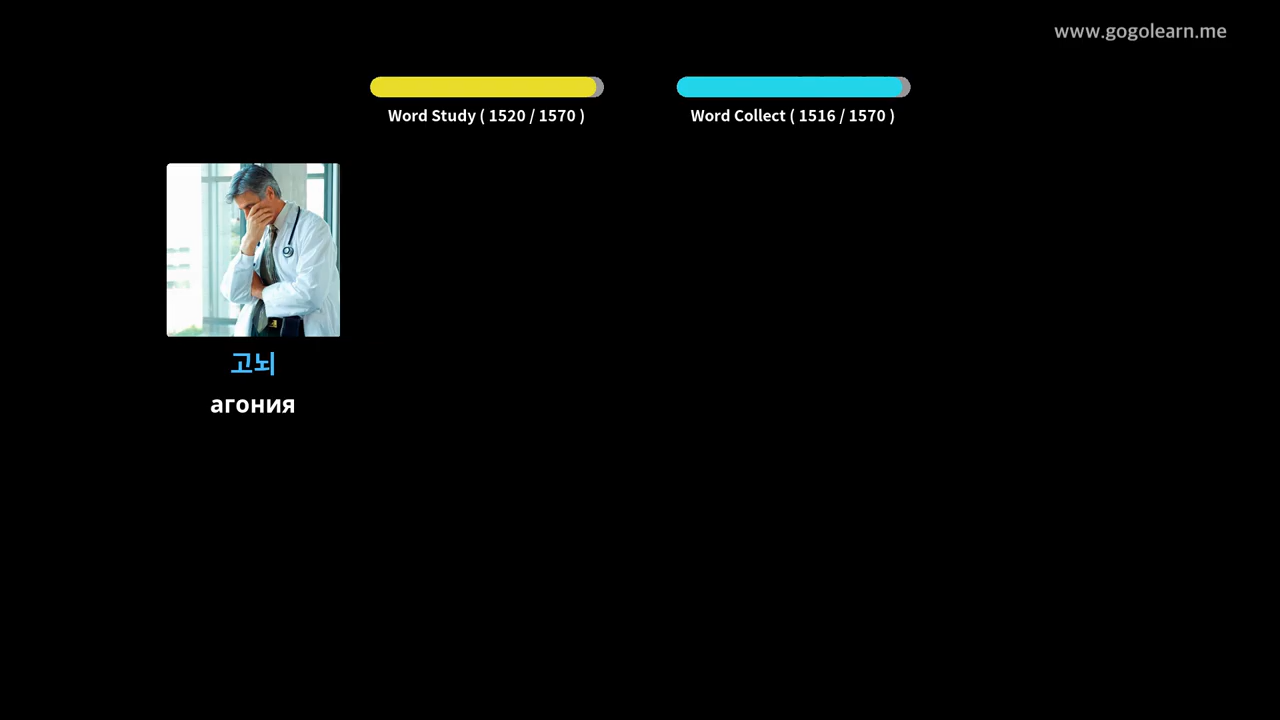 www.gogolearn.me
Word Study ( 1520 / 1570 )
Word Collect ( 1516 / 1570 )
고뇌
агония